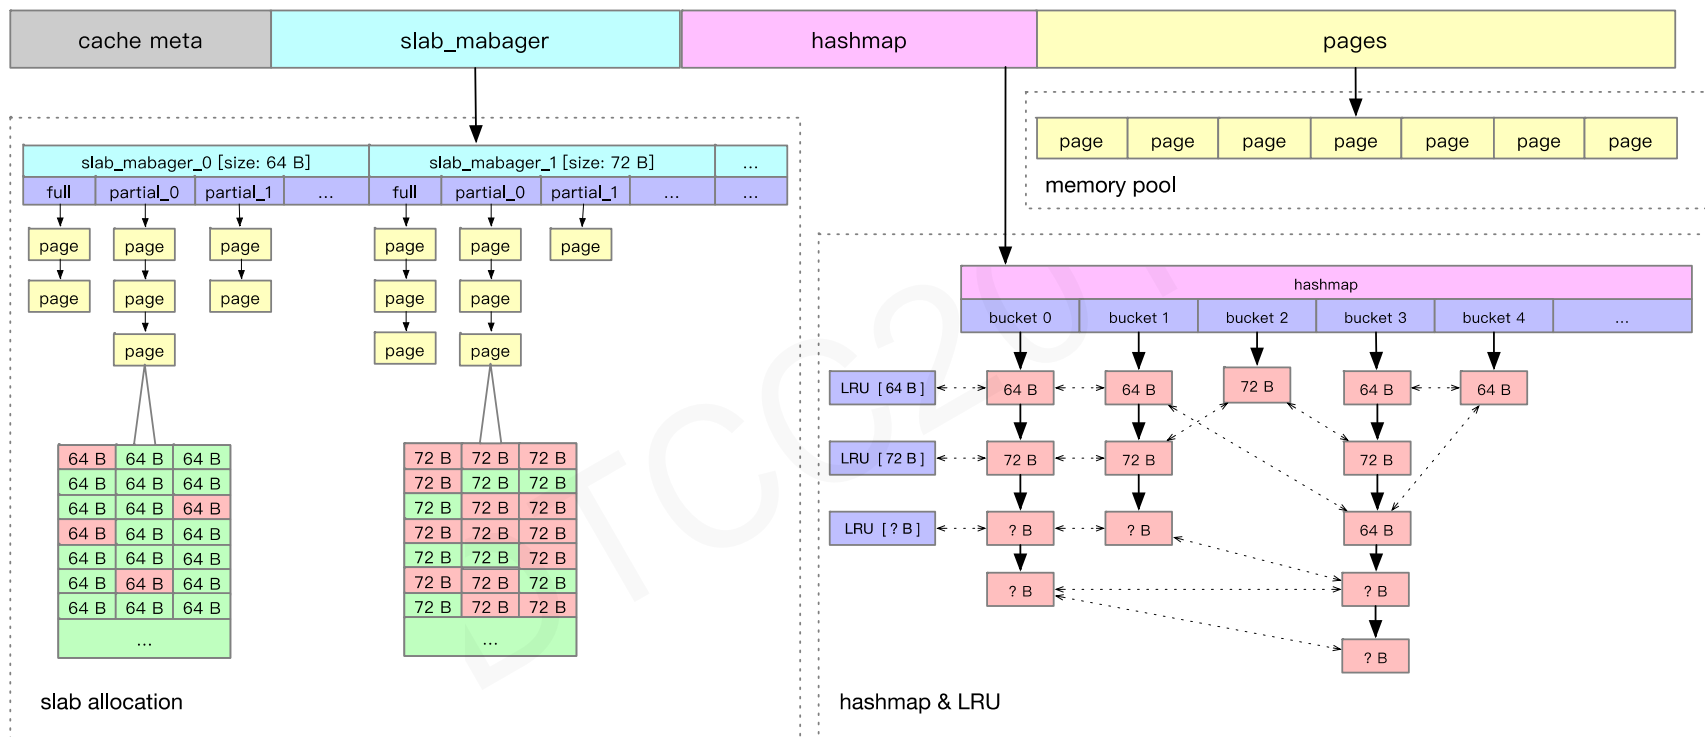 cache meta slab_mabager hashmap pages
slab_mabager_0 [size: 64 B] slab_mabager_1 [size: 72 B] ...
full partial_0 partial_1 ... full partial_0 partial_1 ... ...
page page page page page page
page page page page page
page page page
64 B 64 B 64 B
64 B 64 B 64 B
64 B 64 B 64 B
64 B 64 B 64 B
64 B 64 B 64 B
64 B 64 B 64 B
64 B 64 B 64 B
...
72 B 72 B 72 B
72 B 72 B 72 B
72 B 72 B 72 B
72 B 72 B 72 B
72 B 72 B 72 B
72 B 72 B 72 B
72 B 72 B 72 B
...
slab allocation
page page page page page page page
memory pool
hashmap
bucket 0 bucket 1 bucket 2 bucket 3 bucket 4 ...
LRU [ 64 B ] 64 B 64 B 72 B 64 B 64 B
LRU [ 72 B ] 72 B 72 B 72 B
LRU [ ? B ] ? B ? B 64 B
? B ? B
? B
hashmap & LRU